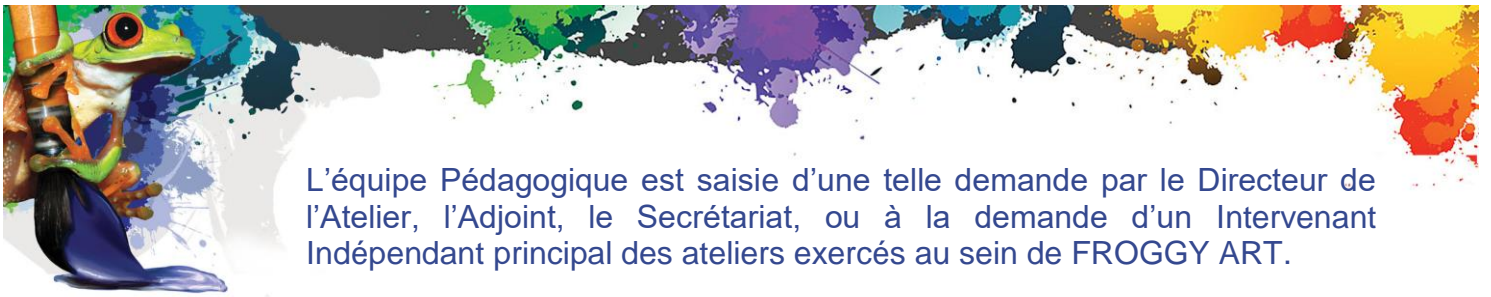 L’équipe Pédagogique est saisie d’une telle demande par le Directeur de
l’Atelier, l’Adjoint, le Secrétariat, ou à la demande d’un Intervenant
Indépendant principal des ateliers exercés au sein de FROGGY ART.